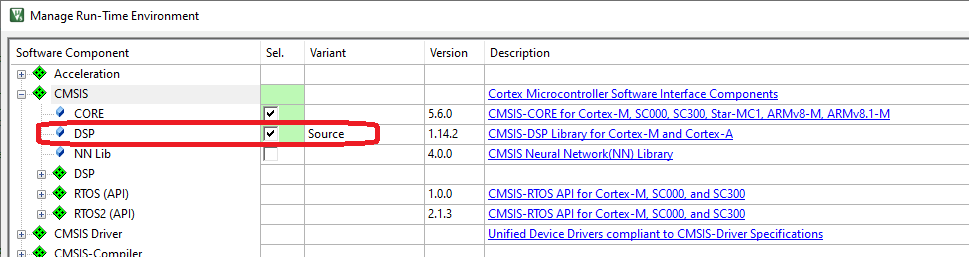 Manage Run-Time Environment
Software Component Sel. Variant Version Description
Acceleration
CMSIS Cortex Microcontroller Software Interface Components
CORE 5.6.0 CMSIS-CORE for Cortex-M, SC000, SC300, Star-MC1, ARMv8-M, ARMv8.1-M
DSP Source 1.14.2 CMSIS-DSP Library for Cortex-M and Cortex-A
NN Lib 4.0.0 CMSIS Neural Network(NN) Library
DSP
RTOS (API) 1.0.0 CMSIS-RTOS API for Cortex-M, SC000, and SC300
RTOS2 (API) 2.1.3 CMSIS-RTOS API for Cortex-M, SC000, and SC300
CMSIS Driver Unified Device Drivers compliant to CMSIS-Driver Specifications
CMSIS-Compiler